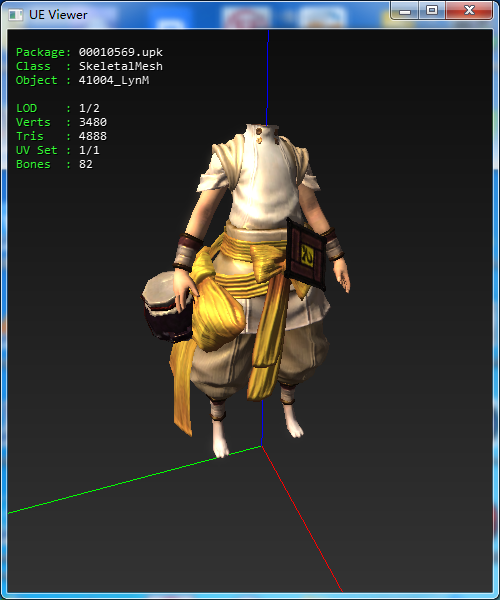 UE Viewer
Package: 00010569.upk
Class : SkeletalMesh
Object : 41004_LynM
LOD : 1/2
Verts : 3480
Tris : 4888
UV Set : 1/1
Bones : 82